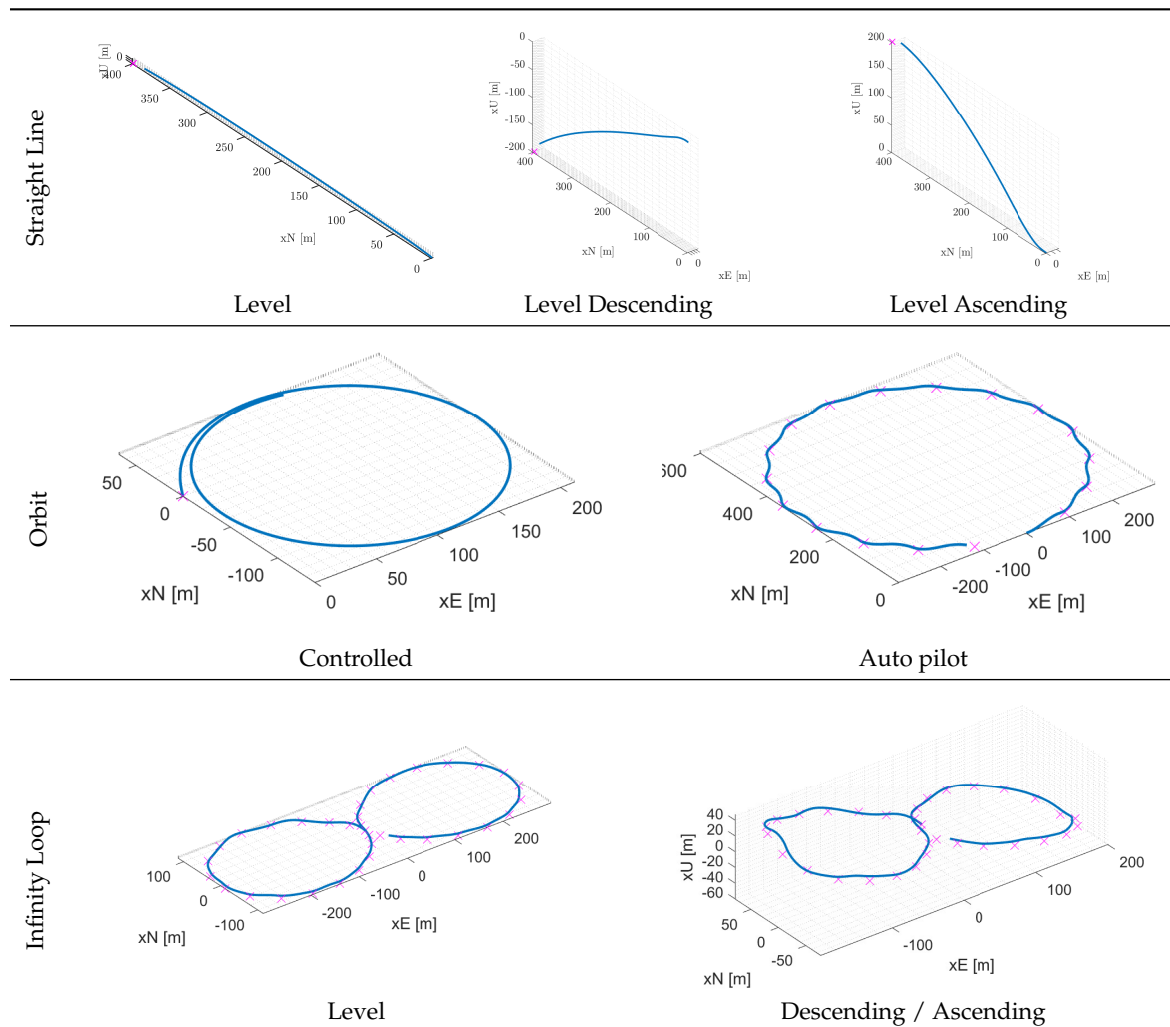 Straight Line
0
xU [m]
400
350
300
250
200
150
100
50
0
xN [m]
Level
0
-50
-100
-150
-200
xU [m]
400
300
200
100
0
xN [m]
0
xE [m]
Level Descending
200
150
100
50
0
xU [m]
400
300
200
100
0
xN [m]
0
xE [m]
Level Ascending
Orbit
50
0
-50
-100
xN [m]
0
50
100
150
200
xE [m]
Controlled
600
400
200
0
xN [m]
-200
-100
0
100
200
xE [m]
Auto pilot
Infinity Loop
100
0
-100
xN [m]
-200
-100
0
100
200
xE [m]
Level
40
20
0
-20
-40
-60
xU [m]
50
0
-50
xN [m]
-100
0
100
200
xE [m]
Descending / Ascending